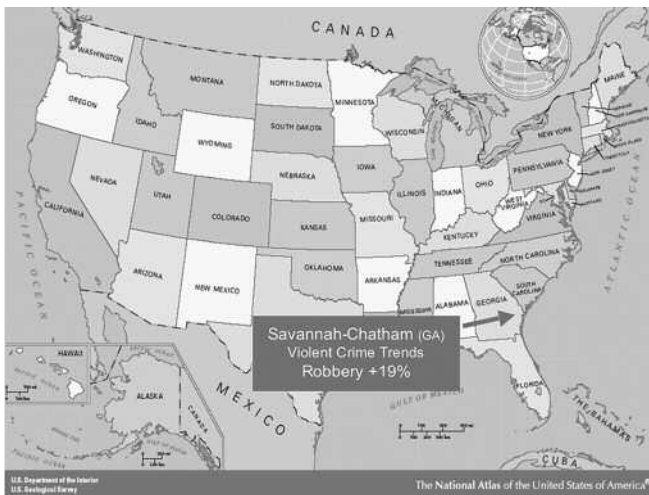 CANADA
WASHINGTON
MONTANA
NORTH DAKOTA
MINNESOTA
MAINE
OREGON
IDAHO
SOUTH DAKOTA
WISCONSIN
MICHIGAN
NEW YORK
WYOMING
IOWA
NEBRASKA
PENNSYLVANIA
NEVADA
UTAH
COLORADO
ILLINOIS
INDIANA
OHIO
WEST
VIRGINIA
VIRGINIA
CALIFORNIA
KANSAS
MISSOURI
KENTUCKY
NORTH CAROLINA
TENNESSEE
ARIZONA
NEW MEXICO
OKLAHOMA
ARKANSAS
SOUTH
CAROLINA
MISSISSIPPI
ALABAMA
GEORGIA
PACIFIC OCEAN
ATLANTIC OCEAN
Savannah-Chatham (GA)
Violent Crime Trends
Robbery +19%
HAWAII
ALASKA
CANADA
MEXICO
GULF OF MEXICO
FLORIDA
THE BAHAMAS
CUBA
U.S. Department of the Interior
U.S. Geological Survey
The National Atlas of the United States of America®